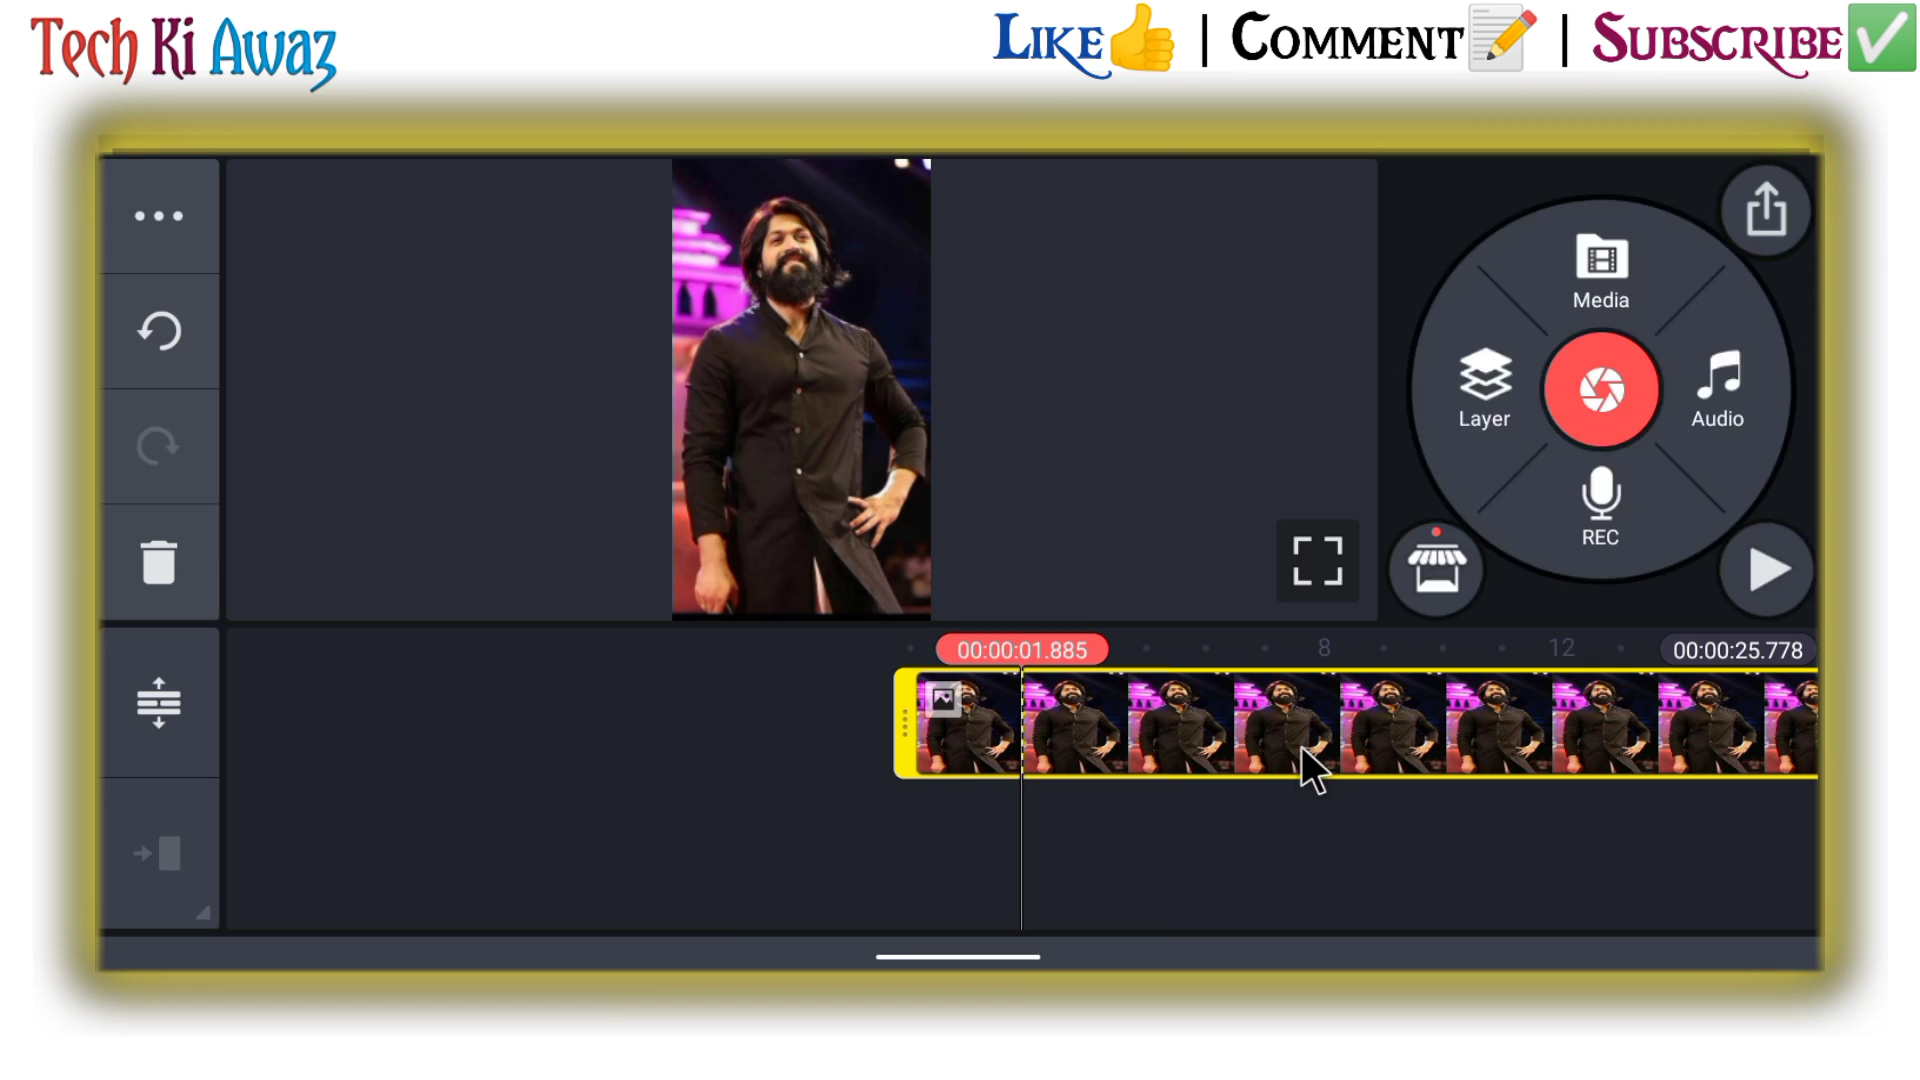 Tech Ki Awaz
LIKE👍 | COMMENT📝 | SUBSCRIBE✅
Media
Layer
Audio
REC
00:00:01.885
8
12
00:00:25.778